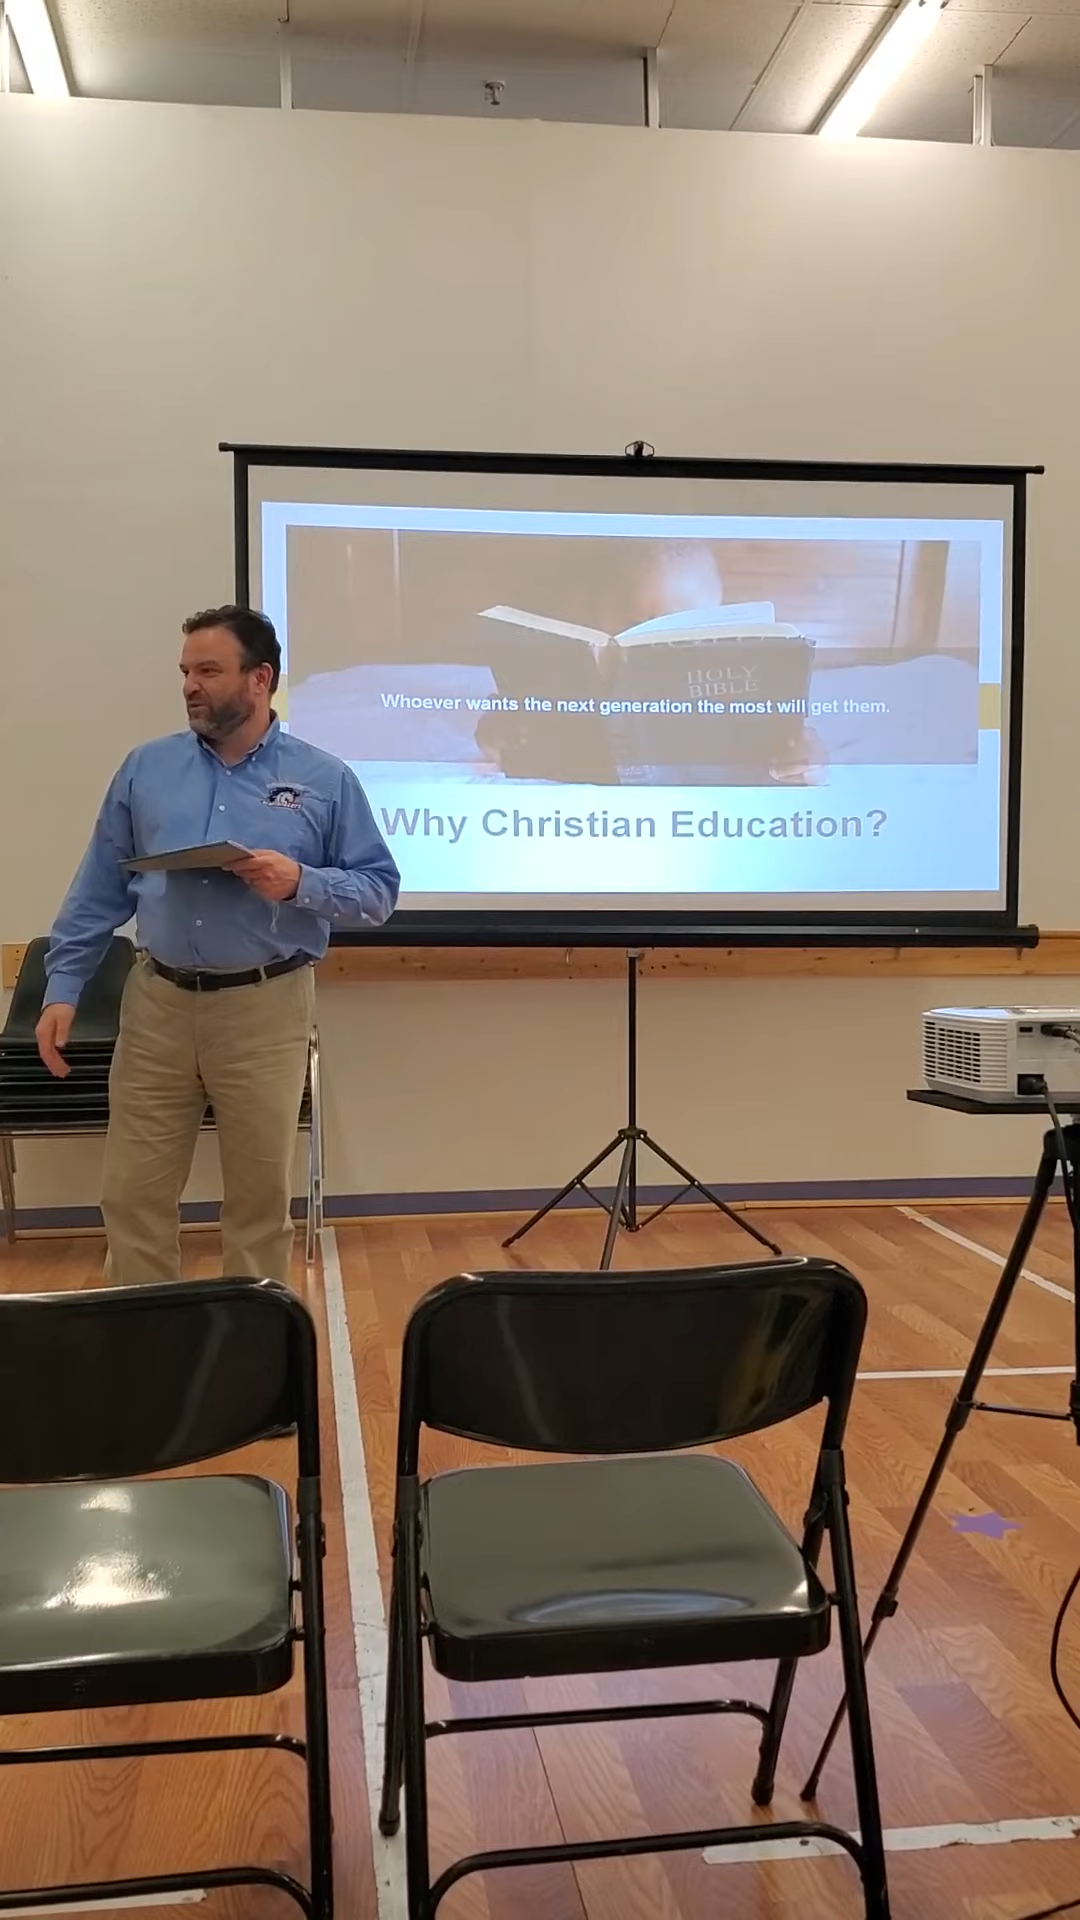 HOLY
BIBLE
Whoever wants the next generation the most will get them.
Why Christian Education?